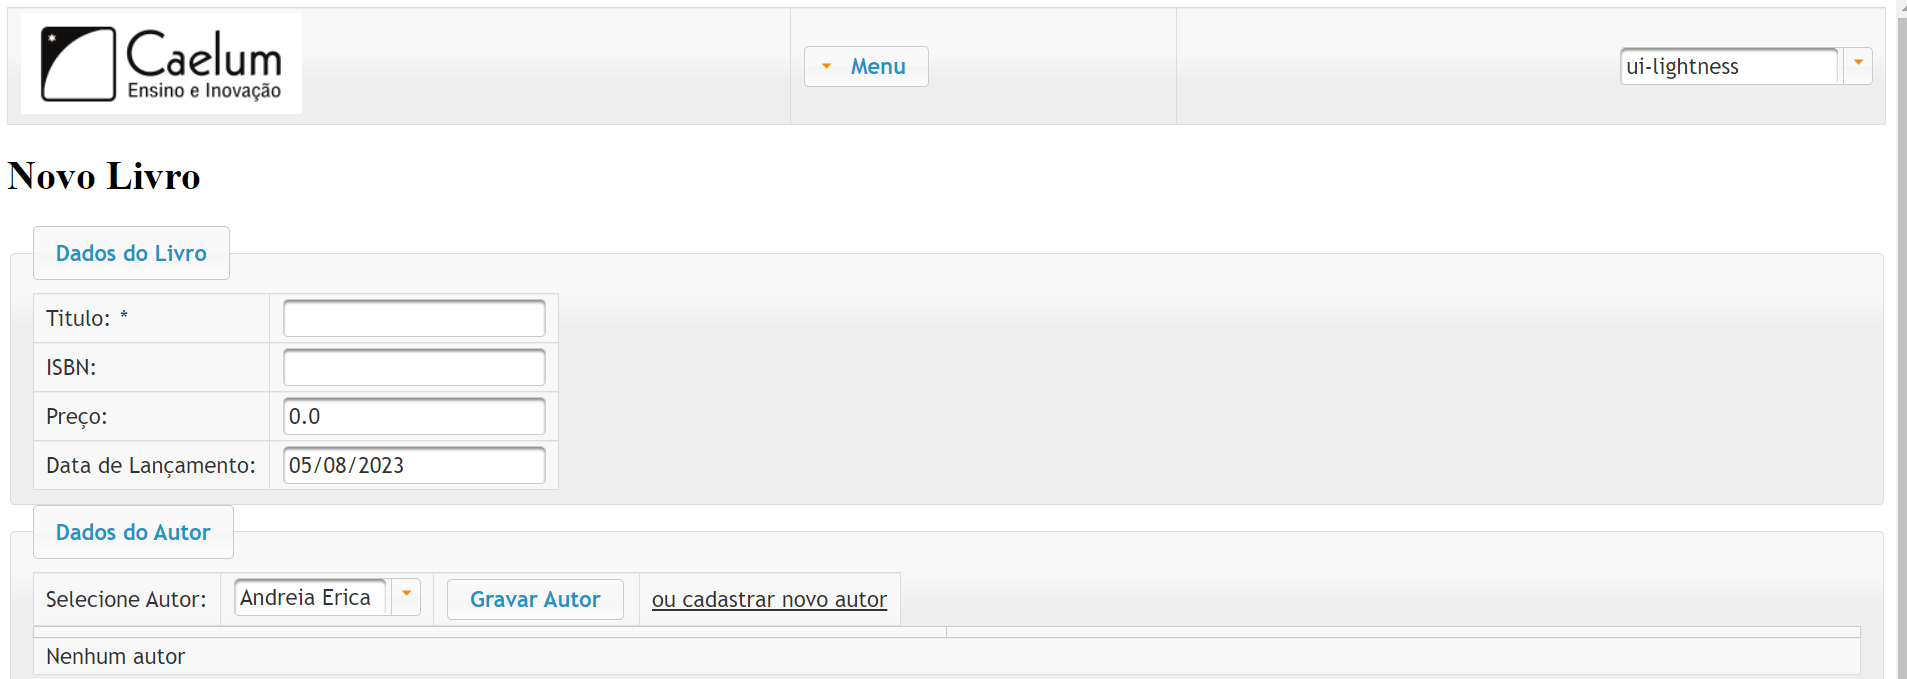 Caelum
Ensino e Inovação
Menu
ui-lightness
Novo Livro
Dados do Livro
Titulo: *
ISBN:
Preço: 0.0
Data de Lançamento: 05/08/2023
Dados do Autor
Selecione Autor: Andreia Erica Gravar Autor ou cadastrar novo autor
Nenhum autor